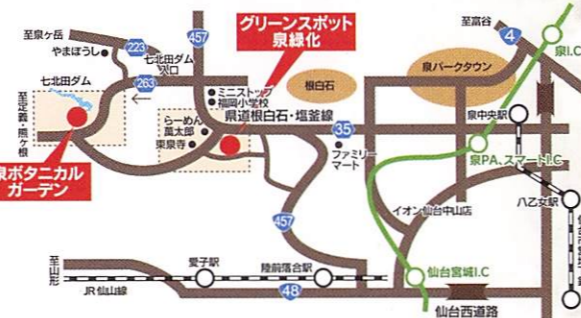 至泉ヶ岳
やまぼうし
223
七北田ダム
入口
457
グリーンスポット
泉緑化
至富谷
4
泉I.C
七北田ダム
263
ミニストップ
福岡小学校
根白石
泉パークタウン
県道根白石・塩釜線
至定義・熊ヶ根
らーめん
萬太郎
東泉寺
35
ファミリー
マート
泉中央駅
泉PA、スマートI.C
泉ボタニカル
ガーデン
八乙女駅
457
イオン仙台中山店
至山形
愛子駅
陸前落合駅
JR 仙山線
48
仙台宮城I.C
仙台西道路